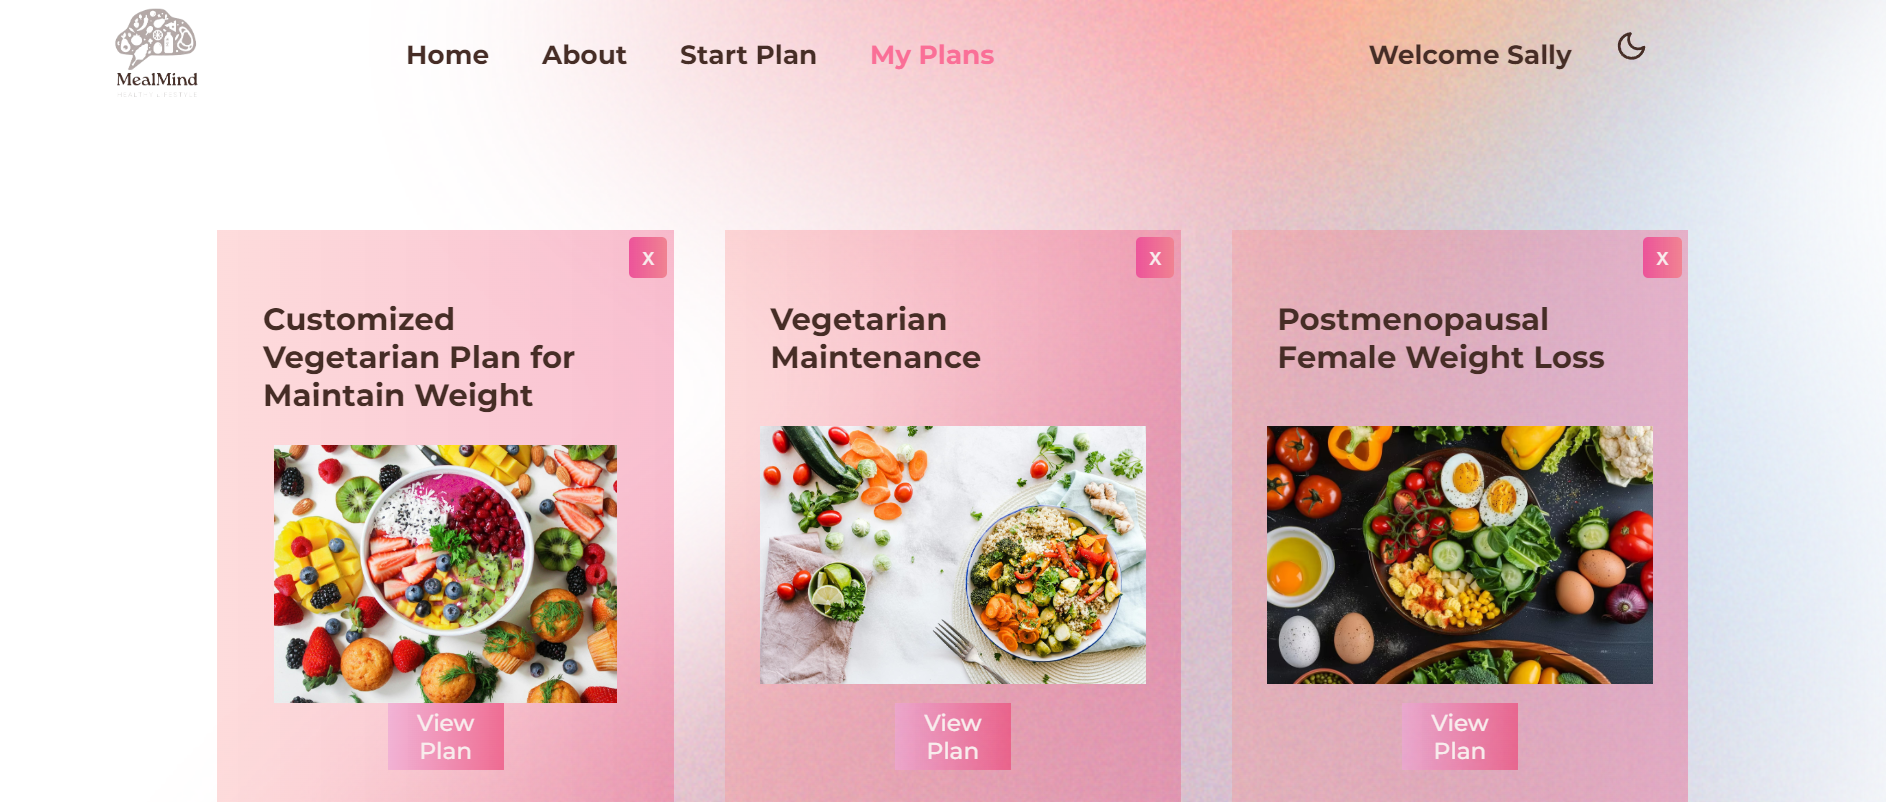 MealMind
Home
About
Start Plan
My Plans
Welcome Sally
X
Customized
Vegetarian Plan for
Maintain Weight
View
Plan
X
Vegetarian
Maintenance
View
Plan
X
Postmenopausal
Female Weight Loss
View
Plan